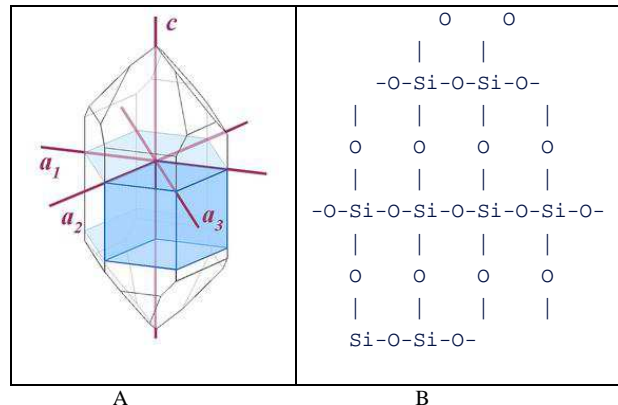 c
a1
a2
a3
O O
| |
-O-Si-O-Si-O-
| | | |
O O O O
| | | |
-O-Si-O-Si-O-Si-O-Si-O-
| | | |
O O O O
| | | |
Si-O-Si-O-
A B